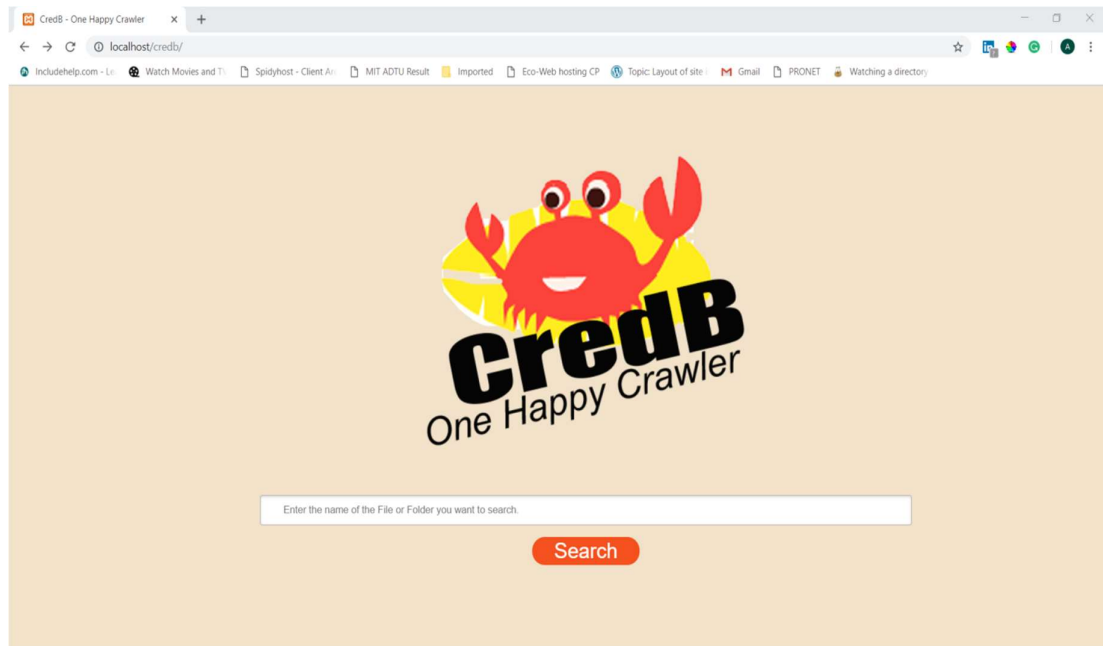 CredB - One Happy Crawler
localhost/credb/
A
Includehelp.com - Le
Watch Movies and TV
Spidyhost - Client Are
MIT ADTU Result
Imported
Eco-Web hosting CP
Topic: Layout of site
Gmail
PRONET
Watching a directory
CredB
One Happy Crawler
Enter the name of the File or Folder you want to search.
Search